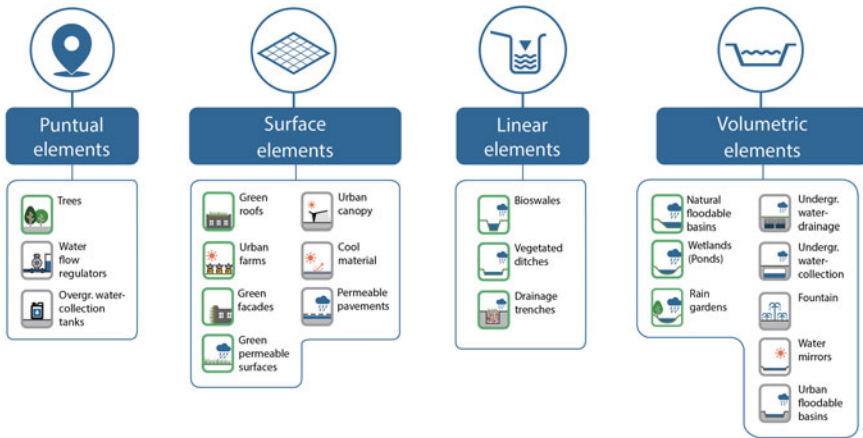 Puntual
elements
Surface
elements
Linear
elements
Volumetric
elements
Trees
Water
flow
regulators
Overgr. water-
collection
tanks
Green
roofs
Urban
farms
Green
facades
Green
permeable
surfaces
Urban
canopy
Cool
material
Permeable
pavements
Bioswales
Vegetated
ditches
Drainage
trenches
Natural
floodable
basins
Wetlands
(Ponds)
Rain
gardens
Undergr.
water-
drainage
Undergr.
water-
collection
Fountain
Water
mirrors
Urban
floodable
basins